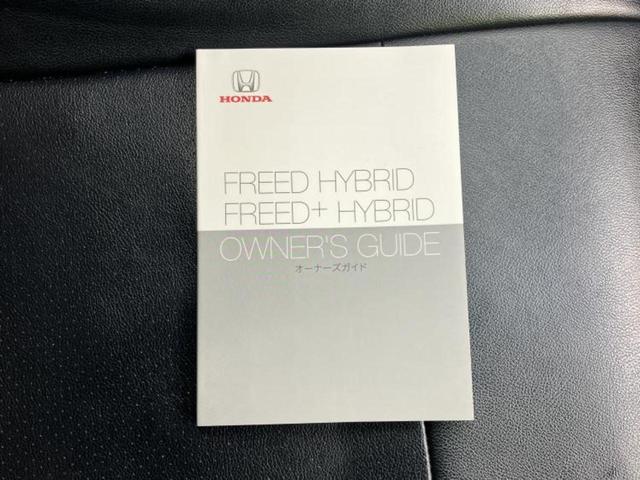 HONDA
FREED HYBRID
FREED+ HYBRID
OWNER'S GUIDE
オーナーズガイド